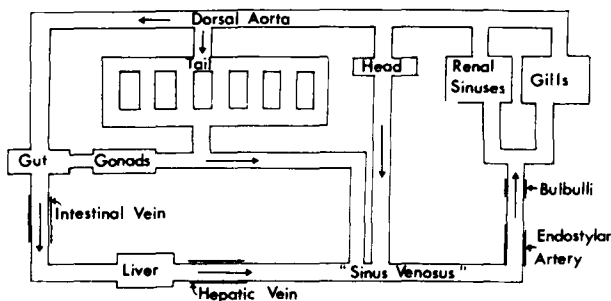 Dorsal Aorta
Tail
Head
Renal
Sinuses
Gills
Gut
Gonads
Bulbulli
Intestinal Vein
Endostylar
Artery
Liver
"Sinus Venosus"
Hepatic Vein